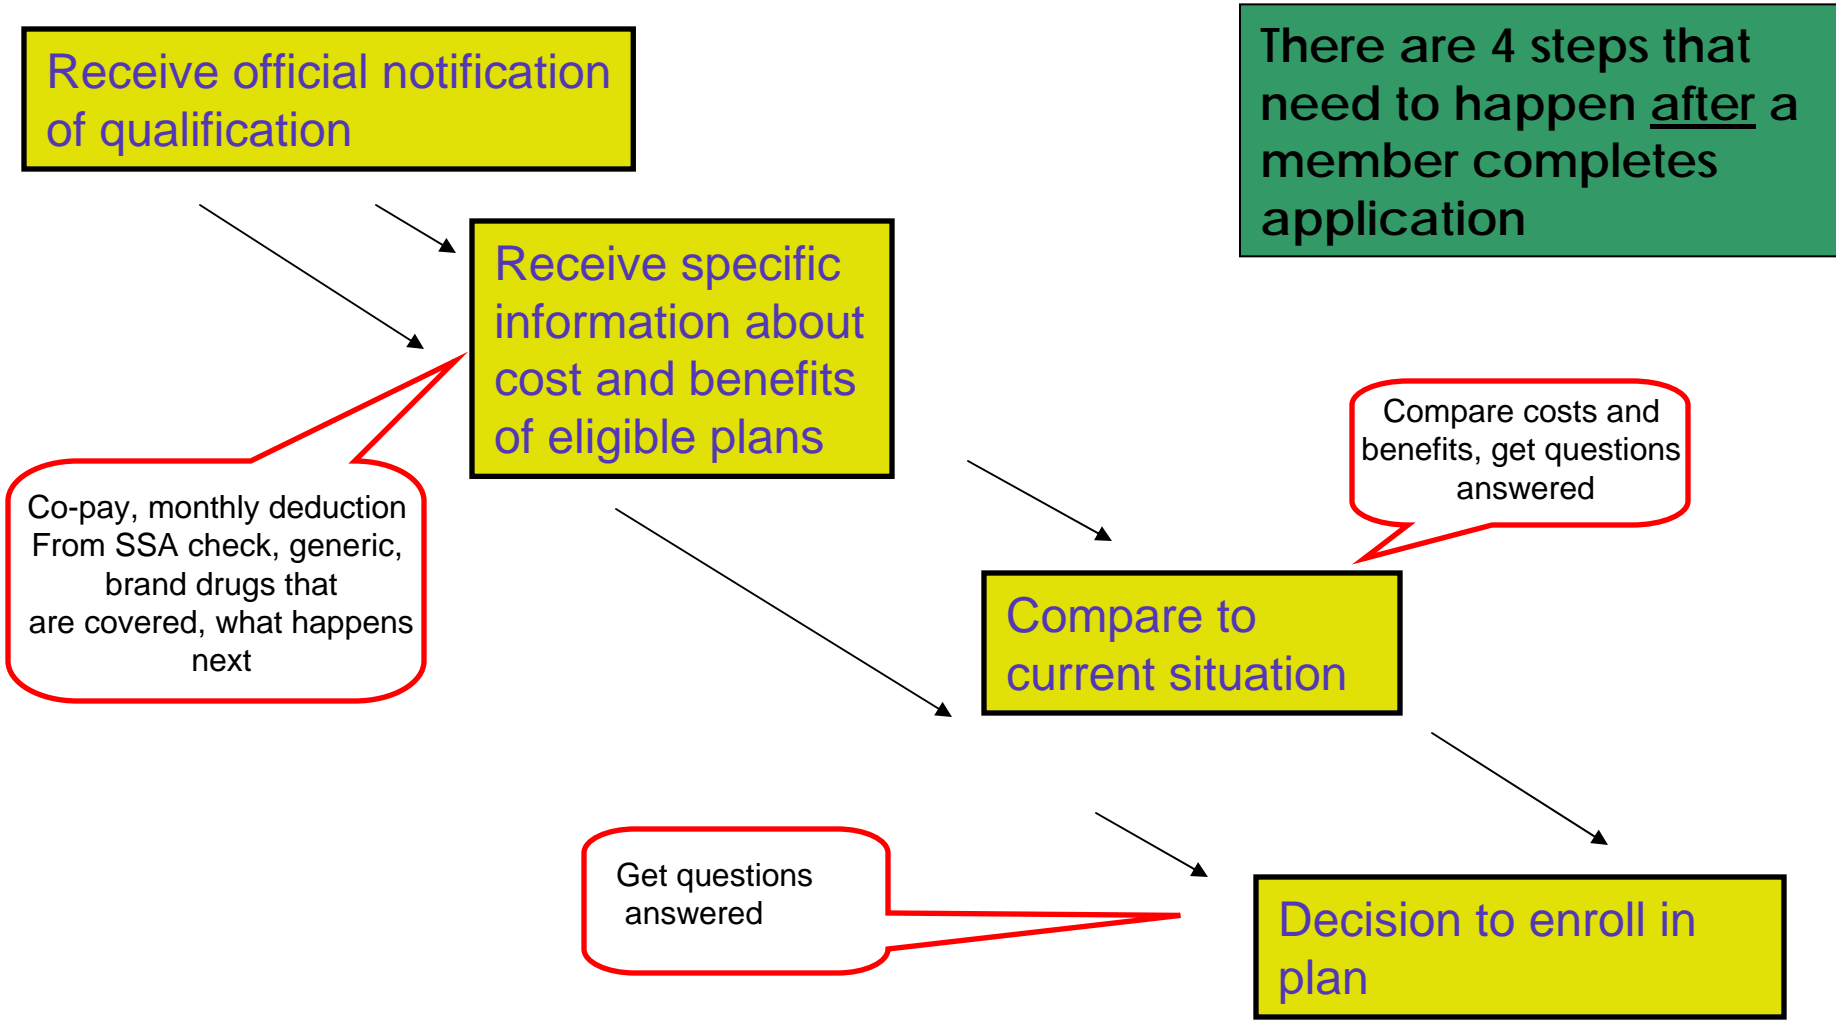 Receive official notification
of qualification
There are 4 steps that
need to happen after a
member completes
application
Receive specific
information about
cost and benefits
of eligible plans
Co-pay, monthly deduction
From SSA check, generic,
brand drugs that
are covered, what happens
next
Compare costs and
benefits, get questions
answered
Compare to
current situation
Get questions
answered
Decision to enroll in
plan